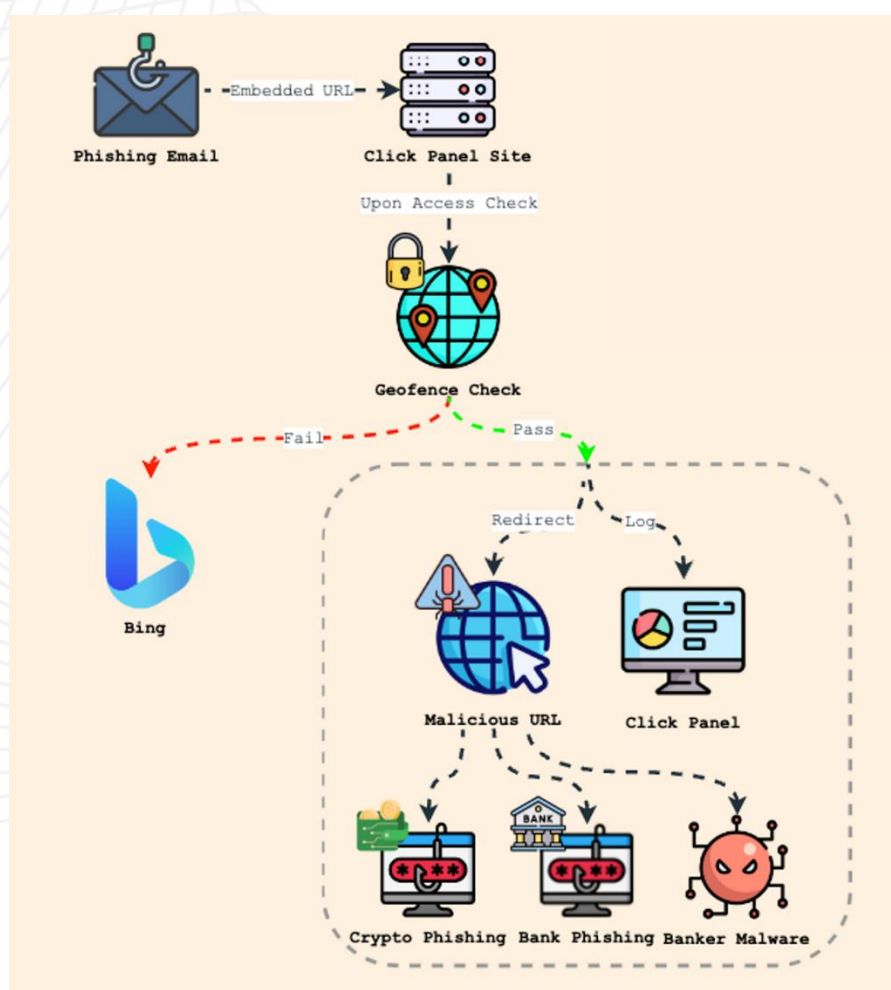 Embedded URL
Phishing Email
Click Panel Site
Upon Access Check
Geofence Check
Fail
Pass
Redirect
Log
Bing
Malicious URL
Click Panel
BANK
****
****
Crypto Phishing
Bank Phishing
Banker Malware